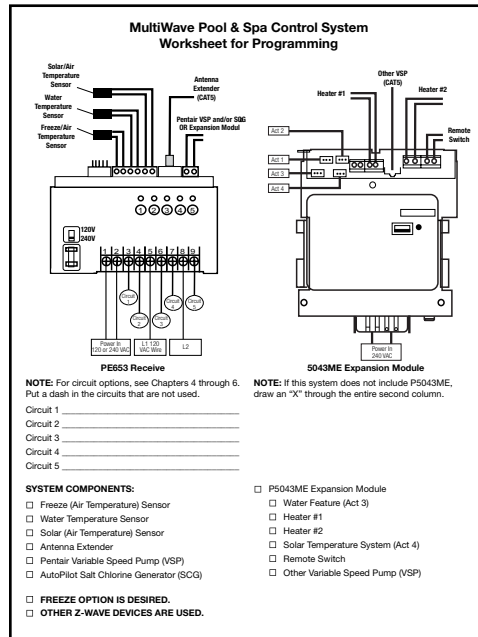 MultiWave Pool & Spa Control System
Worksheet for Programming
Solar/Air
Temperature
Sensor
Water
Temperature
Sensor
Freeze/Air
Temperature
Sensor
Antenna
Extender
(CAT5)
Pentair VSP and/or SCG
OR Expansion Modul
120V
240V
1 2 3 4 5
1 2 3 4 5 6 7 8 9
Circuit 1
Circuit 2
Circuit 3
Circuit 4
Circuit 5
Power In
120 or 240 VAC
L1 120
VAC Wire
L2
PE653 Receive
Other VSP
(CAT5)
Heater #1
Heater #2
Remote
Switch
Act 2
Act 1
Act 3
Act 4
Power In
240 VAC
5043ME Expansion Module
NOTE: For circuit options, see Chapters 4 through 6.
Put a dash in the circuits that are not used.
Circuit 1
Circuit 2
Circuit 3
Circuit 4
Circuit 5
NOTE: If this system does not include P5043ME,
draw an "X" through the entire second column.
SYSTEM COMPONENTS:
Freeze (Air Temperature) Sensor
Water Temperature Sensor
Solar (Air Temperature) Sensor
Antenna Extender
Pentair Variable Speed Pump (VSP)
AutoPilot Salt Chlorine Generator (SCG)
FREEZE OPTION IS DESIRED.
OTHER Z-WAVE DEVICES ARE USED.
P5043ME Expansion Module
Water Feature (Act 3)
Heater #1
Heater #2
Solar Temperature System (Act 4)
Remote Switch
Other Variable Speed Pump (VSP)